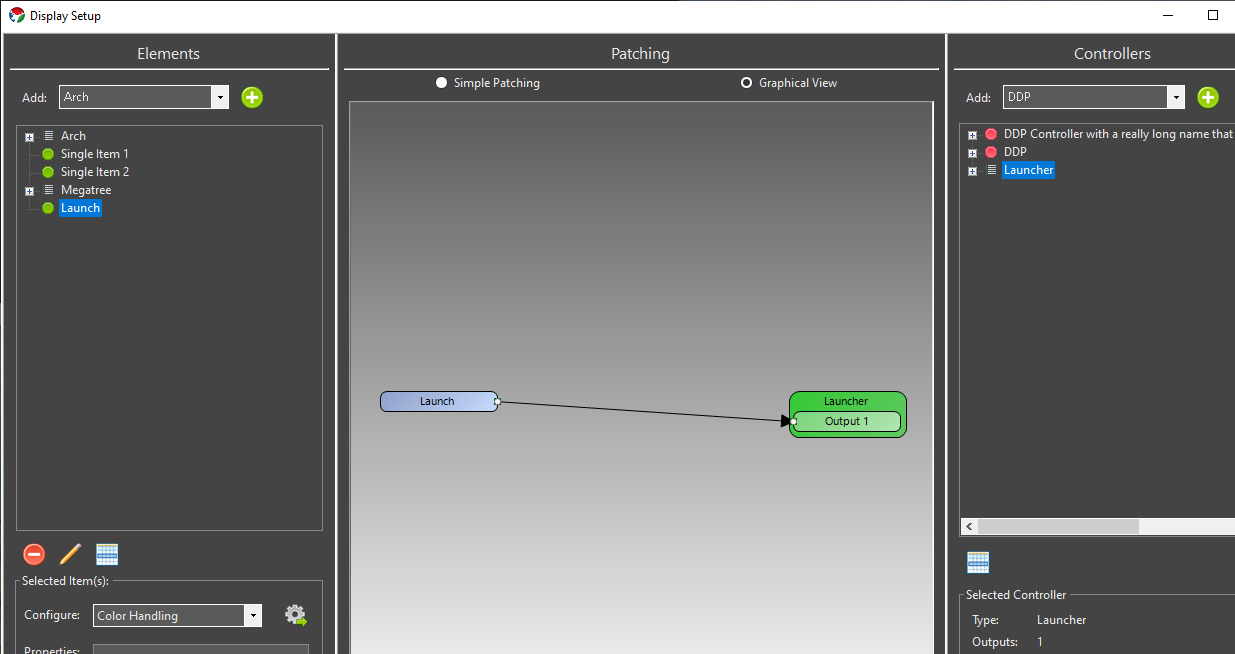 Display Setup
Elements
Patching
Controllers
Add:
Arch
Simple Patching
Graphical View
Add:
DDP
Arch
Single Item 1
Single Item 2
Megatree
Launch
DDP Controller with a really long name that
DDP
Launcher
Launch
Launcher
Output 1
Selected Item(s):
Configure:
Color Handling
Properties:
Selected Controller
Type:
Launcher
Outputs:
1